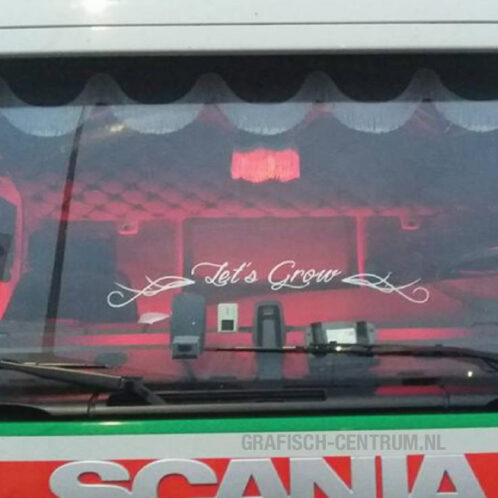 Let's Grow
GRAFISCH-CENTRUM.NL
SCANIA